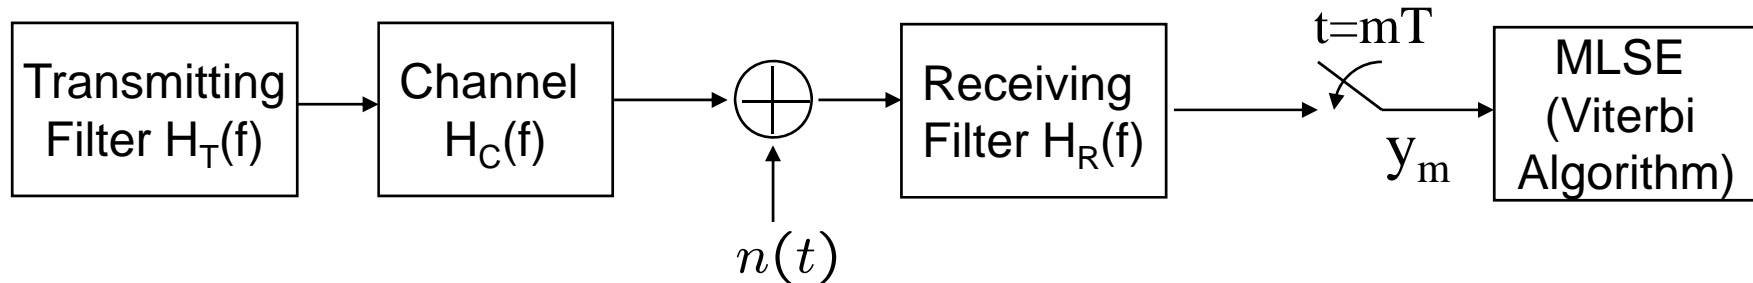 Transmitting
Filter H_T(f)
Channel
H_C(f)
n(t)
Receiving
Filter H_R(f)
t=mT
y_m
MLSE
(Viterbi
Algorithm)